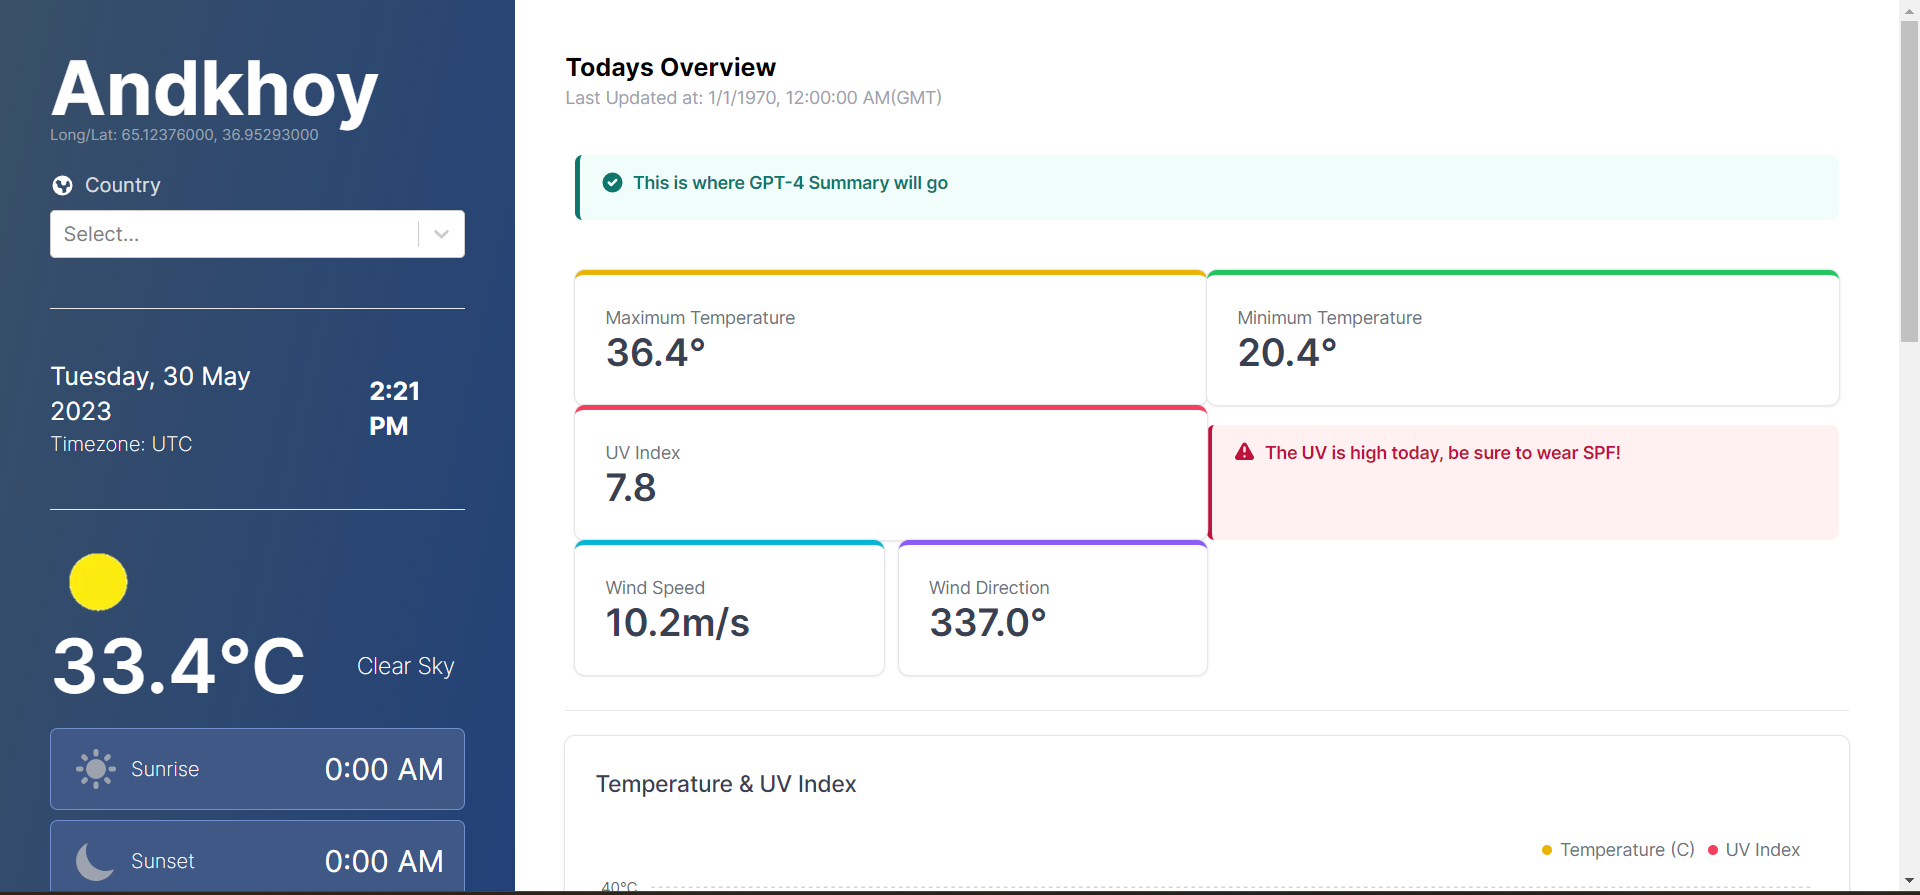 Andkhoy
Long/Lat: 65.12376000, 36.95293000
Country
Select...
Tuesday, 30 May
2023
Timezone: UTC
2:21
PM
33.4°C
Clear Sky
Sunrise
0:00 AM
Sunset
0:00 AM
Todays Overview
Last Updated at: 1/1/1970, 12:00:00 AM(GMT)
This is where GPT-4 Summary will go
Maximum Temperature
36.4°
Minimum Temperature
20.4°
UV Index
7.8
The UV is high today, be sure to wear SPF!
Wind Speed
10.2m/s
Wind Direction
337.0°
Temperature & UV Index
Temperature (C)
UV Index
40°C